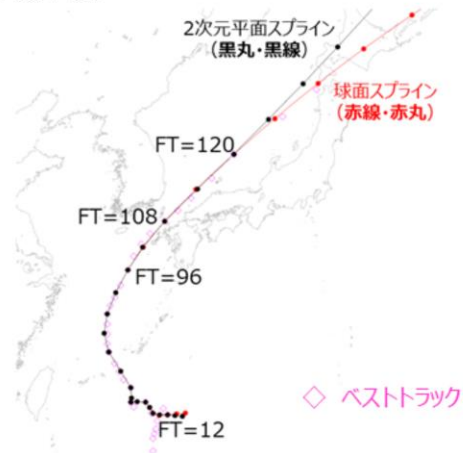 2次元平面スプライン
(黒丸・黒線)
球面スプライン
(赤線・赤丸)
FT=120
FT=108
FT=96
◇ ベストトラック
FT=12